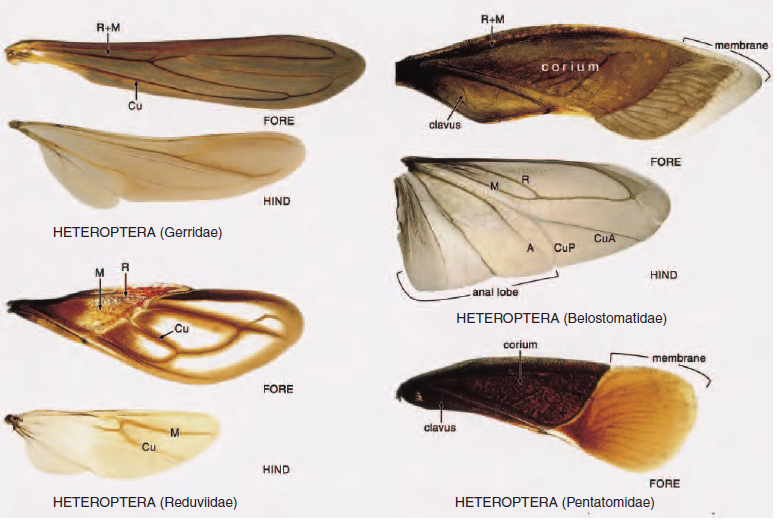 R+M
Cu
FORE
HIND
HETEROPTERA (Gerridae)
R+M
membrane
corium
clavus
FORE
M
R
A
CuP
CuA
HIND
anal lobe
HETEROPTERA (Belostomatidae)
M
R
Cu
FORE
M
Cu
HIND
HETEROPTERA (Reduviidae)
corium
membrane
clavus
FORE
HETEROPTERA (Pentatomidae)